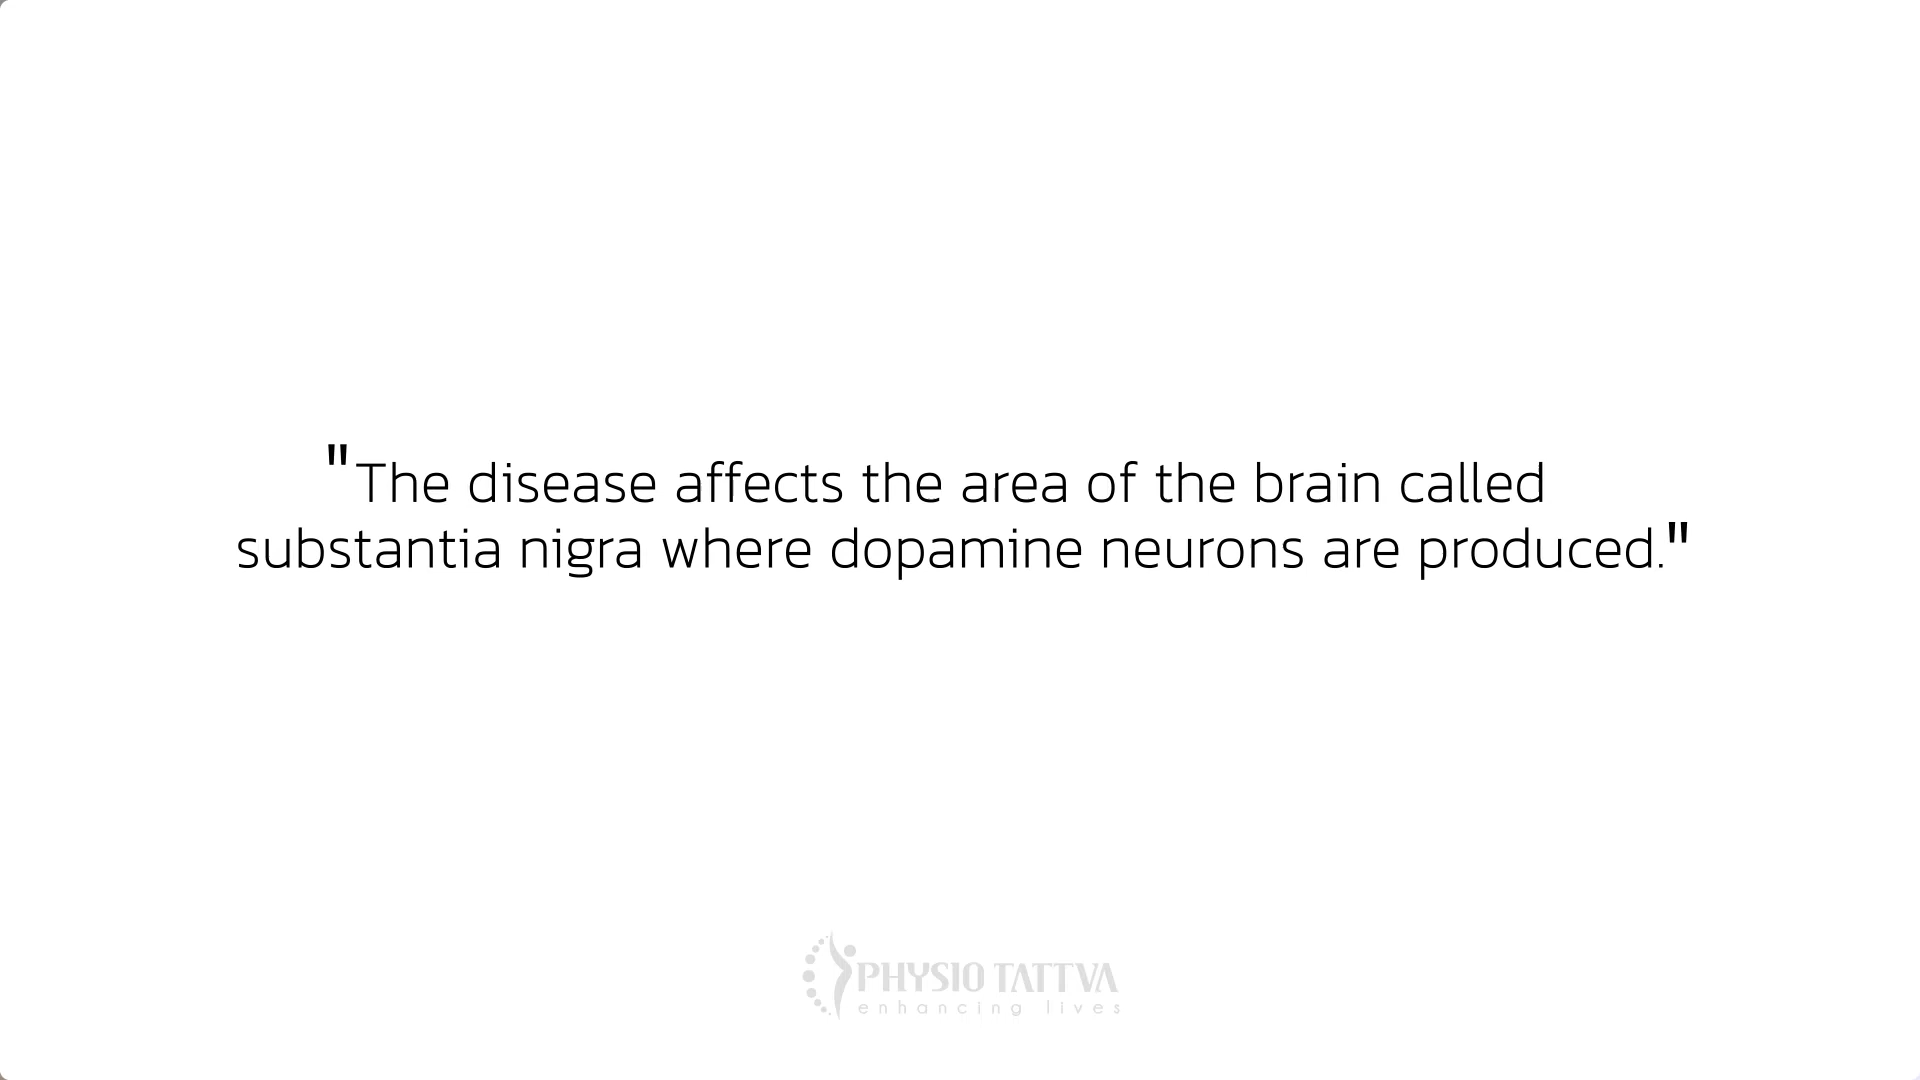 "The disease affects the area of the brain called
substantia nigra where dopamine neurons are produced."
PHYSIO TATTVA
enhancing lives